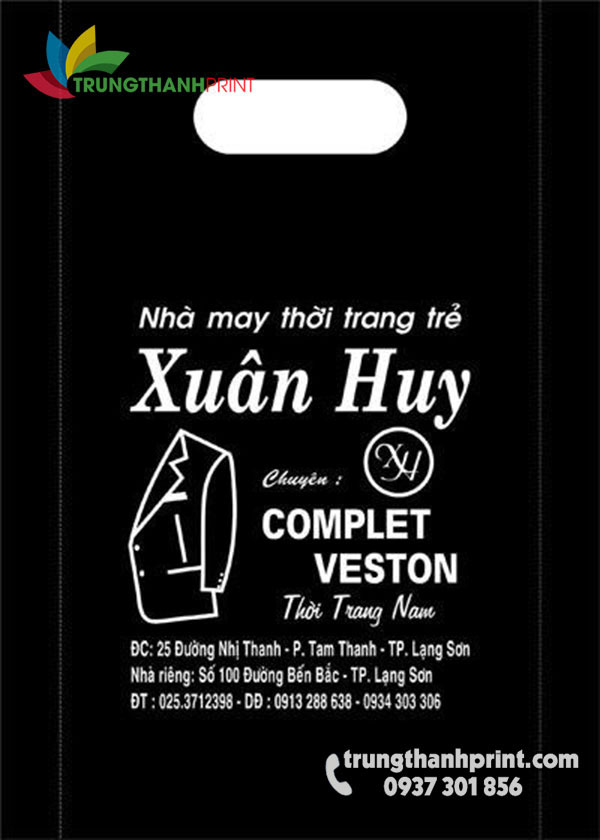 TRUNGTHANHPRINT
Nhà may thời trang trẻ
Xuân Huy
XH
Chuyên :
COMPLET
VESTON
Thời Trang Nam
ĐC: 25 Đường Nhị Thanh - P. Tam Thanh - TP. Lạng Sơn
Nhà riêng: Số 100 Đường Bến Bắc - TP. Lạng Sơn
ĐT : 025.3712398 - DĐ : 0913 288 638 - 0934 303 306
trungthanhprint.com
0937 301 856